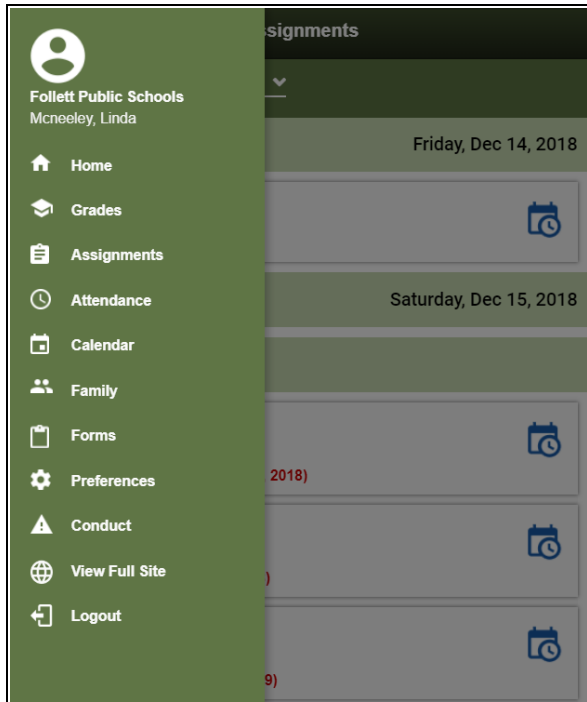 ssignments
Follett Public Schools
Mcneeley, Linda
Home
Grades
Assignments
Attendance
Calendar
Family
Forms
Preferences
Conduct
View Full Site
Logout
Friday, Dec 14, 2018
Saturday, Dec 15, 2018
2018)
)
9)